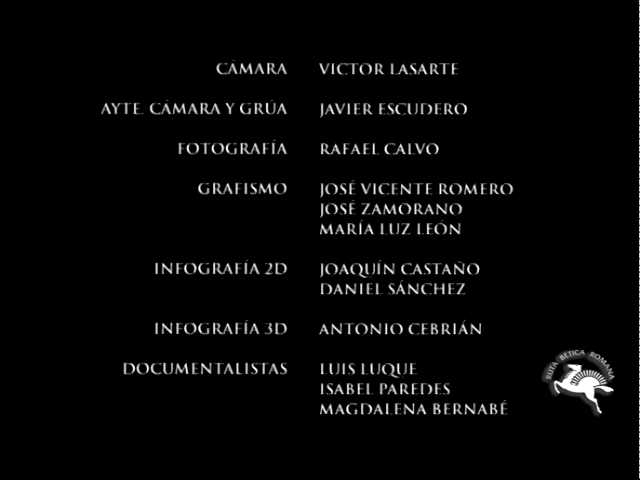 CÁMARA VICTOR LASARTE
AYTE. CÁMARA Y GRÚA JAVIER ESCUDERO
FOTOGRAFÍA RAFAEL CALVO
GRAFISMO JOSÉ VICENTE ROMERO
JOSÉ ZAMORANO
MARÍA LUZ LEÓN
INFOGRAFÍA 2D JOAQUÍN CASTAÑO
DANIEL SÁNCHEZ
INFOGRAFÍA 3D ANTONIO CEBRIÁN
DOCUMENTALISTAS LUIS LUQUE
ISABEL PAREDES
MAGDALENA BERNABÉ
RUTA BETICA ROMANA